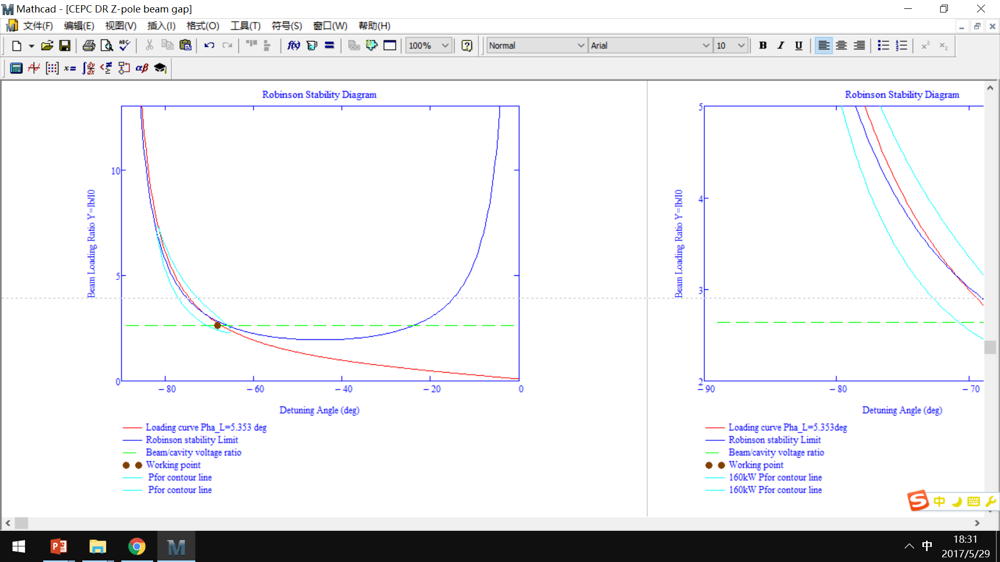 Mathcad - [CEPC DR Z-pole beam gap]
文件(F) 编辑(E) 视图(V) 插入(I) 格式(O) 工具(T) 符号(S) 窗口(W) 帮助(H)
100% Normal Arial 10 B I U
Robinson Stability Diagram
10
5
0
Beam Loading Ratio Y=Ib/I0
−80 −60 −40 −20 0
Detuning Angle (deg)
Loading curve Pha_L=5.353 deg
Robinson stability Limit
Beam/cavity voltage ratio
Working point
Pfor contour line
Pfor contour line
Robinson Stability Diagram
5
4
3
2
Beam Loading Ratio Y=Ib/I0
−90 −80 −70
Detuning Angle (deg)
Loading curve Pha_L=5.353deg
Robinson stability Limit
Beam/cavity voltage ratio
Working point
160kW Pfor contour line
160kW Pfor contour line
中
中
18:31
2017/5/29